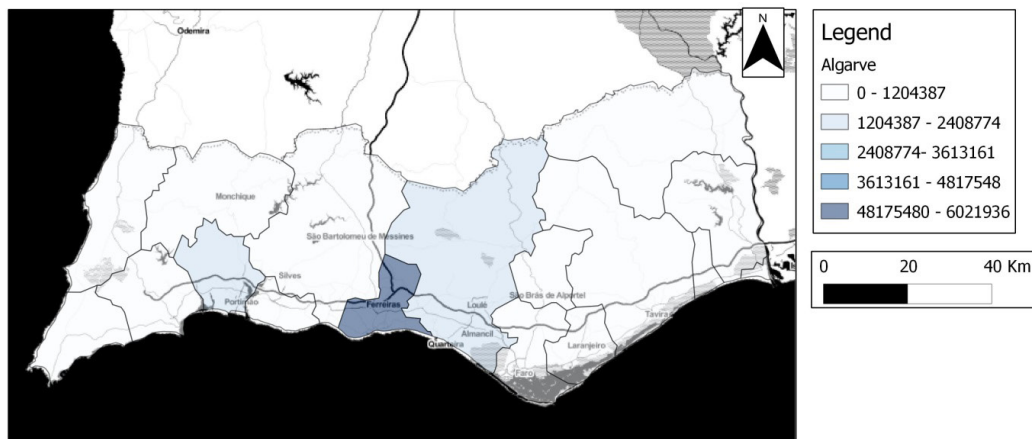 Odemira
N
Monchique
São Bartolomeu de Messines
Silves
Portimão
Ferreiras
Loulé
São Brás de Alportel
Almancil
Quarteira
Tavira
Laranjeiro
Faro
Legend
Algarve
0 - 1204387
1204387 - 2408774
2408774- 3613161
3613161 - 4817548
48175480 - 6021936
0 20 40 Km